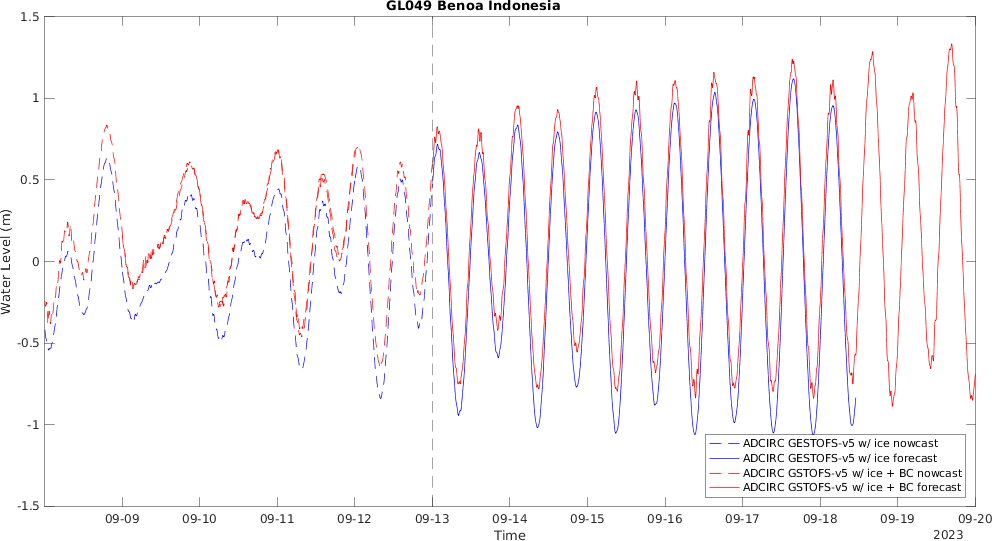 GL049 Benoa Indonesia
1.5
1
0.5
0
-0.5
-1
-1.5
Water Level (m)
ADCIRC GESTOFS-v5 w/ ice nowcast
ADCIRC GESTOFS-v5 w/ ice forecast
ADCIRC GSTOFS-v5 w/ ice + BC nowcast
ADCIRC GSTOFS-v5 w/ ice + BC forecast
09-09 09-10 09-11 09-12 09-13 09-14 09-15 09-16 09-17 09-18 09-19 09-20
Time
2023